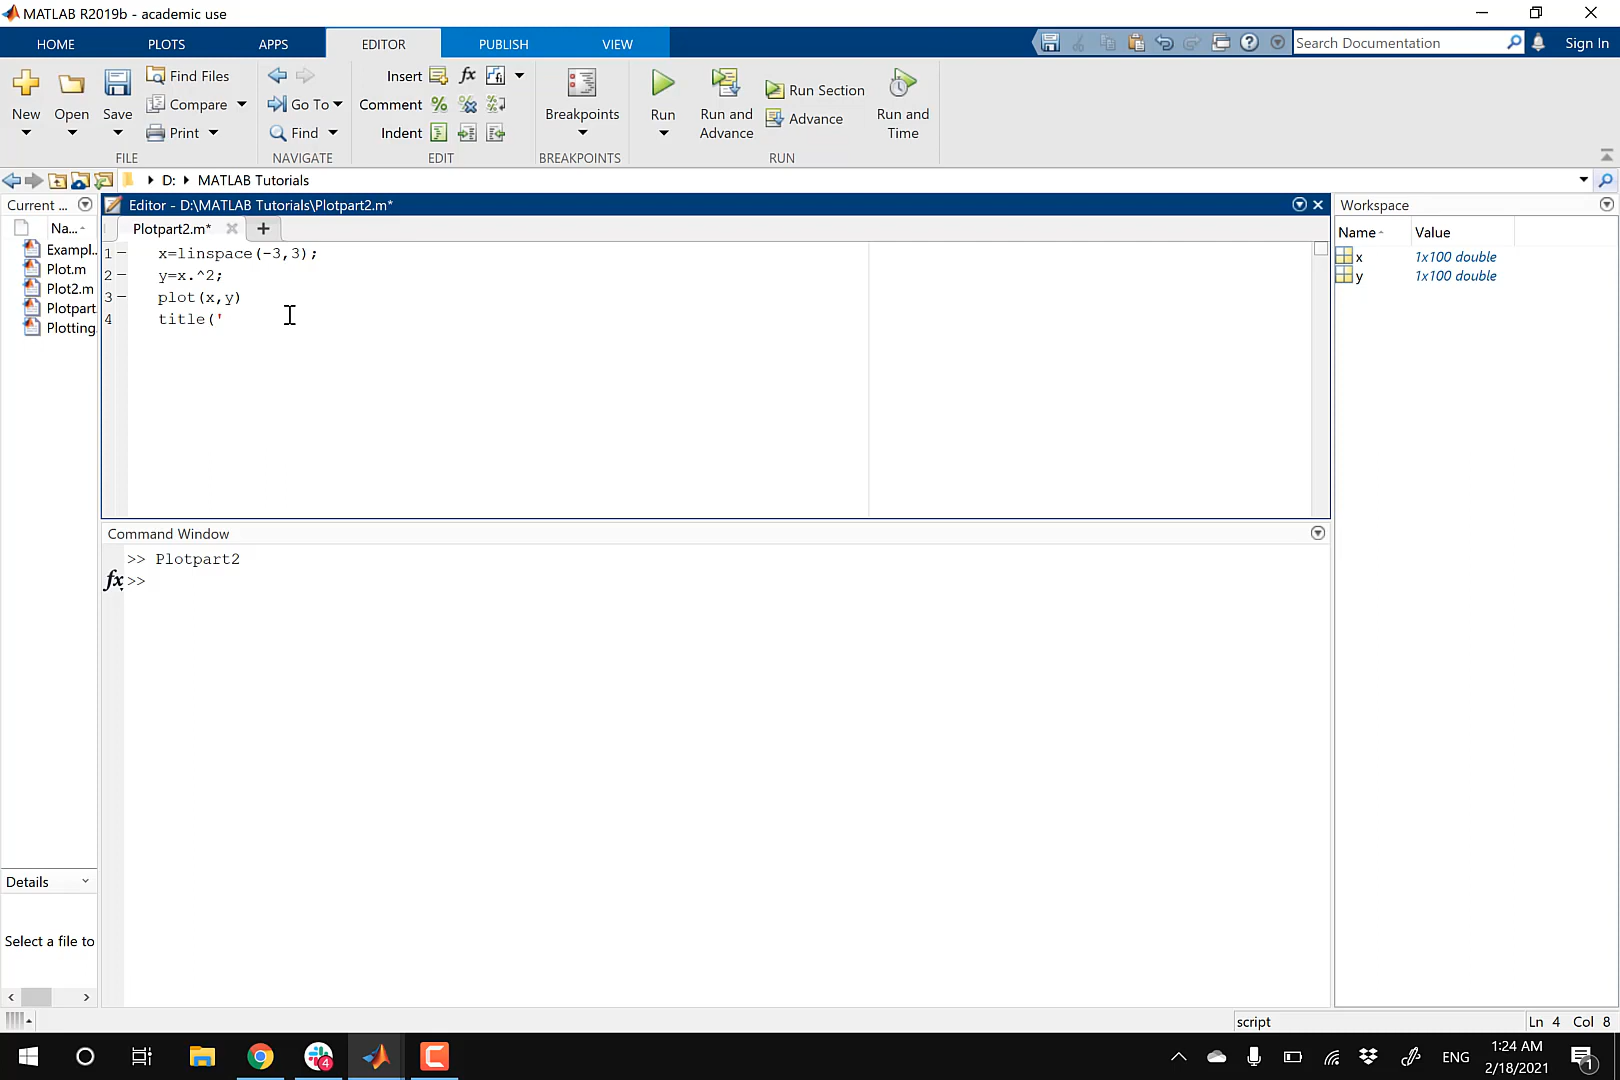 MATLAB R2019b - academic use
HOME PLOTS APPS EDITOR PUBLISH VIEW
Search Documentation
Sign In
New
Open
Save
Find Files
Compare
Print
FILE
Go To
Find
NAVIGATE
Insert
Comment
Indent
EDIT
Breakpoints
BREAKPOINTS
Run
Run and
Advance
Run Section
Advance
Run and
Time
RUN
D: MATLAB Tutorials
Current ...
Na...
Exampl..
Plot.m
Plot2.m
Plotpart
Plotting
Editor - D:\MATLAB Tutorials\Plotpart2.m*
Plotpart2.m*
1 x=linspace(-3,3);
2 y=x.^2;
3 plot(x,y)
4 title('
Command Window
>> Plotpart2
fx >>
Workspace
Name Value
x 1x100 double
y 1x100 double
Details
Select a file to
script
Ln 4 Col 8
4
ENG
1:24 AM
2/18/2021
1